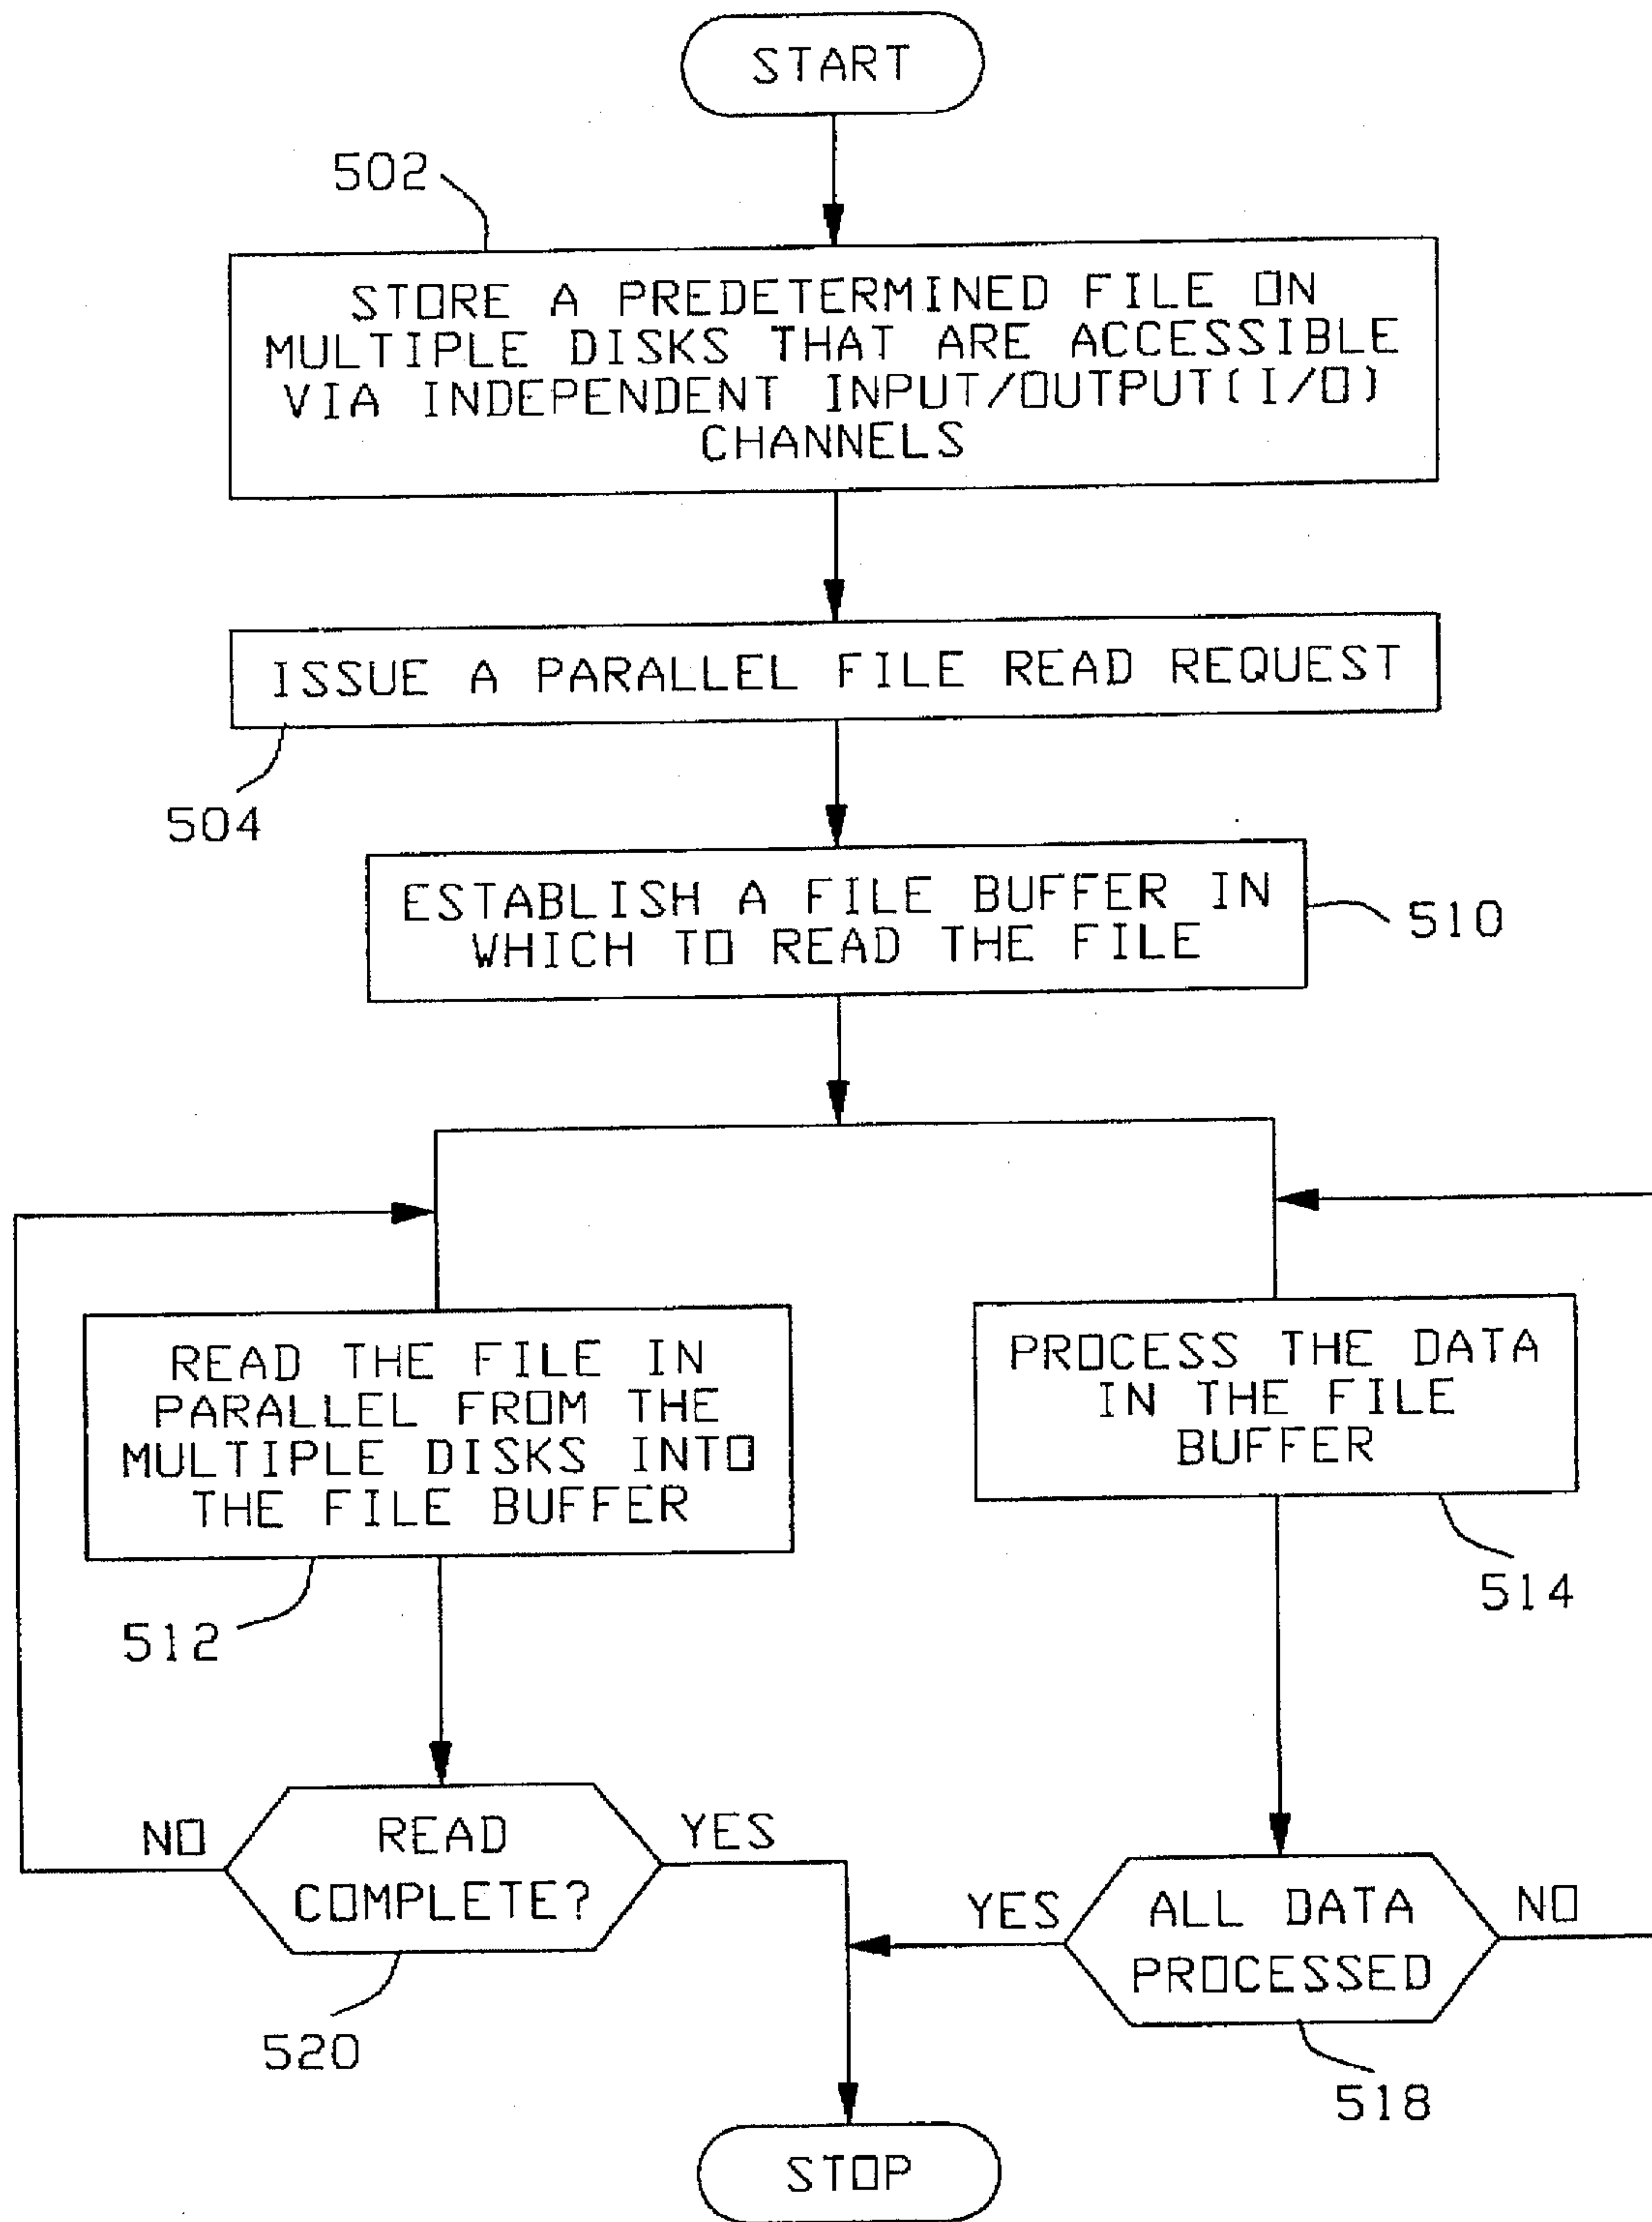 START
502
STORE A PREDETERMINED FILE ON
MULTIPLE DISKS THAT ARE ACCESSIBLE
VIA INDEPENDENT INPUT/OUTPUT(I/O)
CHANNELS
ISSUE A PARALLEL FILE READ REQUEST
504
ESTABLISH A FILE BUFFER IN
WHICH TO READ THE FILE
510
READ THE FILE IN
PARALLEL FROM THE
MULTIPLE DISKS INTO
THE FILE BUFFER
512
PROCESS THE DATA
IN THE FILE
BUFFER
514
NO
READ
COMPLETE?
YES
520
YES
ALL DATA
PROCESSED
NO
518
STOP